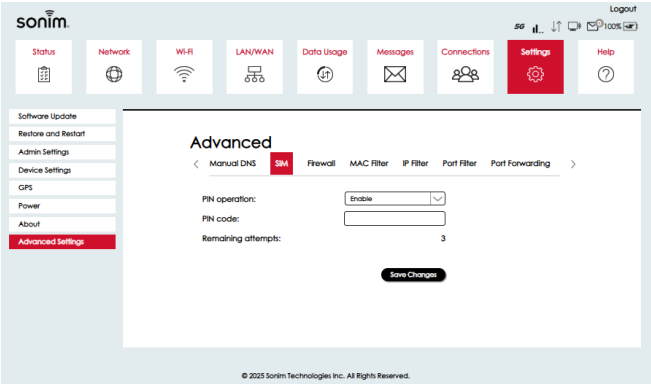 Logout
sonim
5G 100%
Status Network Wi-Fi LAN/WAN Data Usage Messages Connections Settings Help
Software Update
Restore and Restart
Admin Settings
Device Settings
GPS
Power
About
Advanced Settings
Advanced
Manual DNS SIM Firewall MAC Filter IP Filter Port Filter Port Forwarding
PIN operation: Enable
PIN code:
Remaining attempts: 3
Save Changes
© 2025 Sonim Technologies Inc. All Rights Reserved.